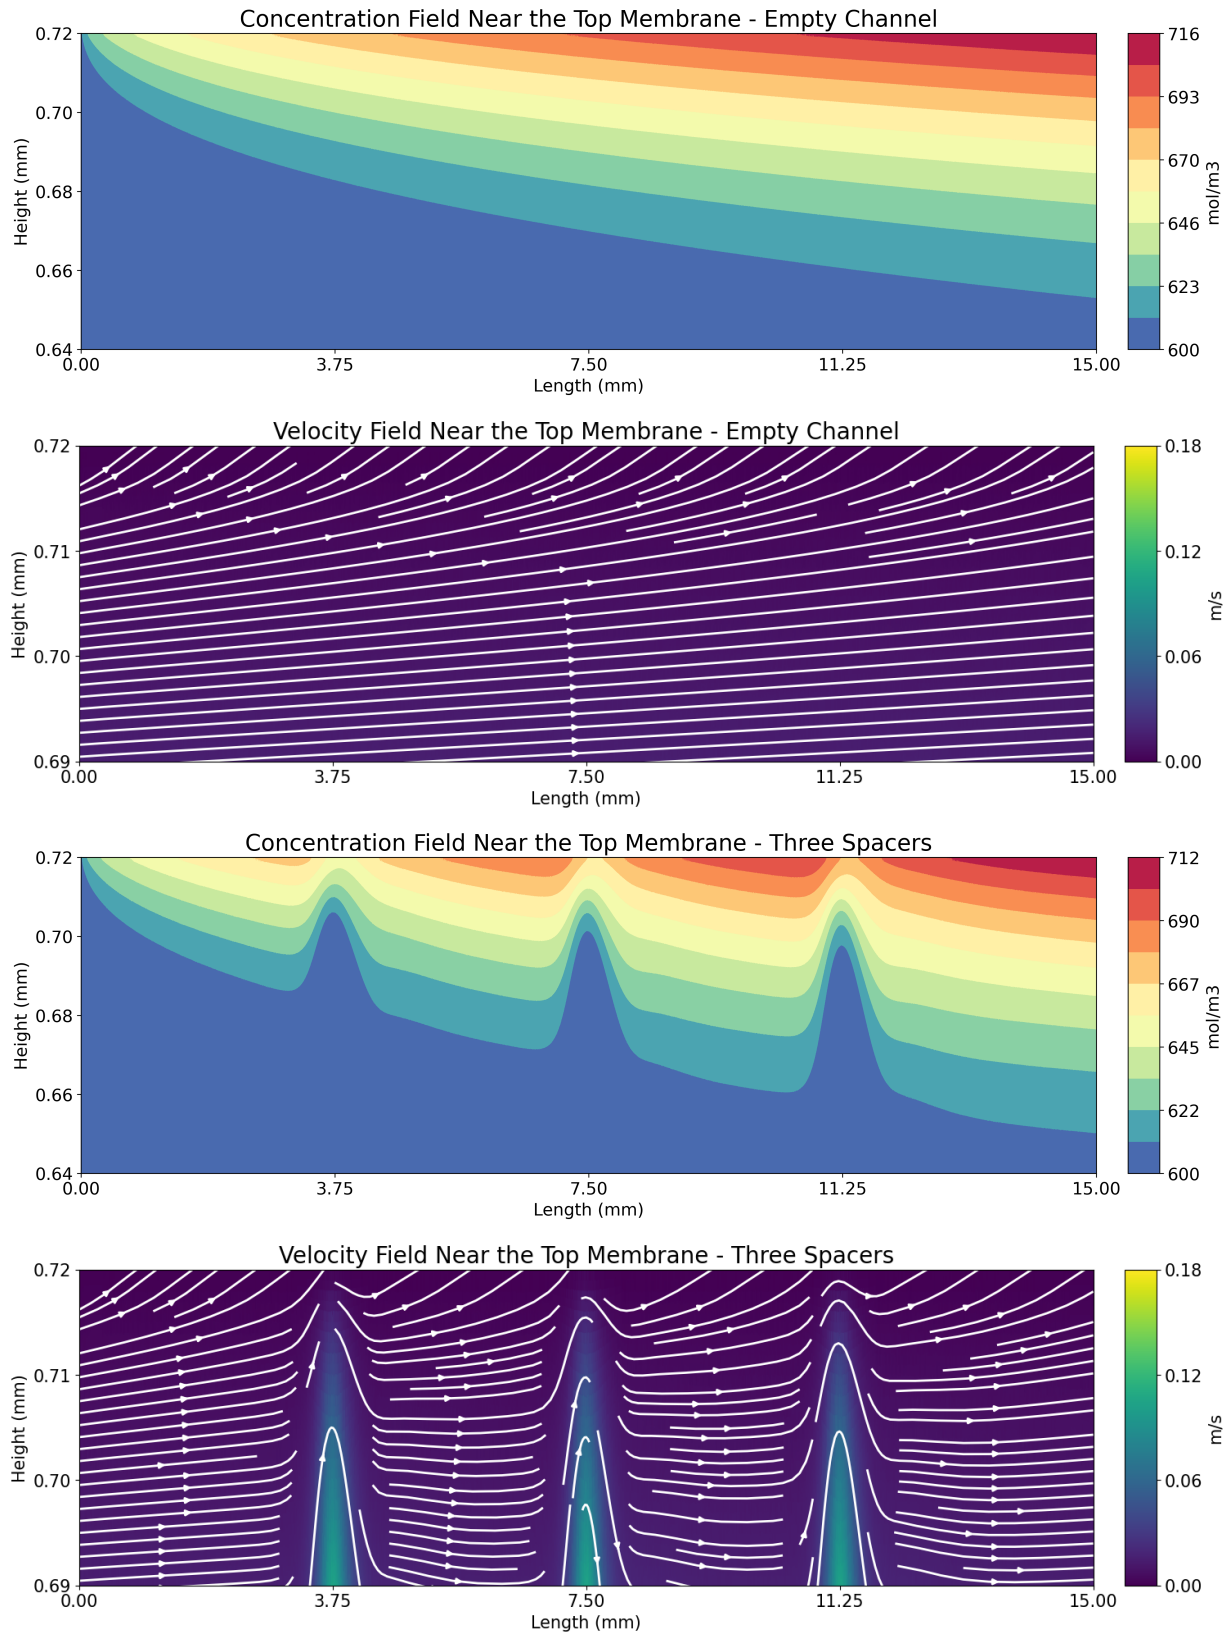 Concentration Field Near the Top Membrane - Empty Channel
0.72
0.70
0.68
0.66
0.64
Height (mm)
0.00 3.75 7.50 11.25 15.00
Length (mm)
716
693
670
646
623
600
mol/m3
Velocity Field Near the Top Membrane - Empty Channel
0.72
0.71
0.70
0.69
Height (mm)
0.00 3.75 7.50 11.25 15.00
Length (mm)
0.18
0.12
0.06
0.00
m/s
Concentration Field Near the Top Membrane - Three Spacers
0.72
0.70
0.68
0.66
0.64
Height (mm)
0.00 3.75 7.50 11.25 15.00
Length (mm)
712
690
667
645
622
600
mol/m3
Velocity Field Near the Top Membrane - Three Spacers
0.72
0.71
0.70
0.69
Height (mm)
0.00 3.75 7.50 11.25 15.00
Length (mm)
0.18
0.12
0.06
0.00
m/s